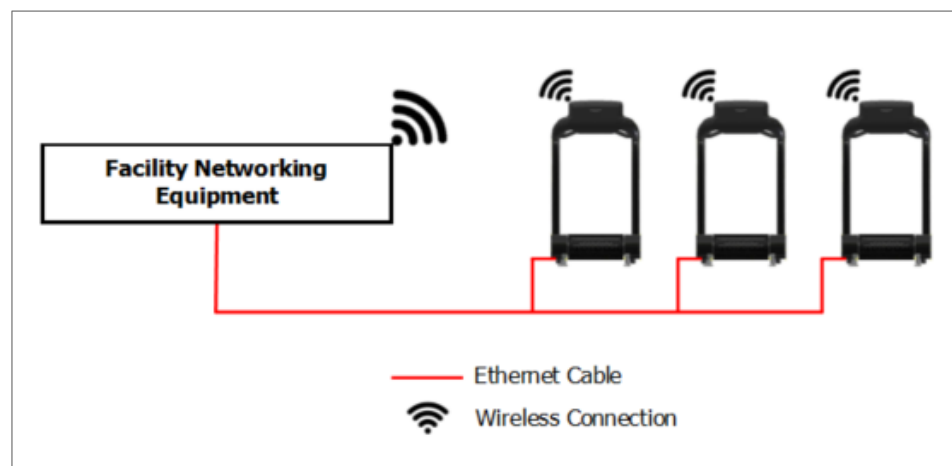 Facility Networking
Equipment
Ethernet Cable
Wireless Connection